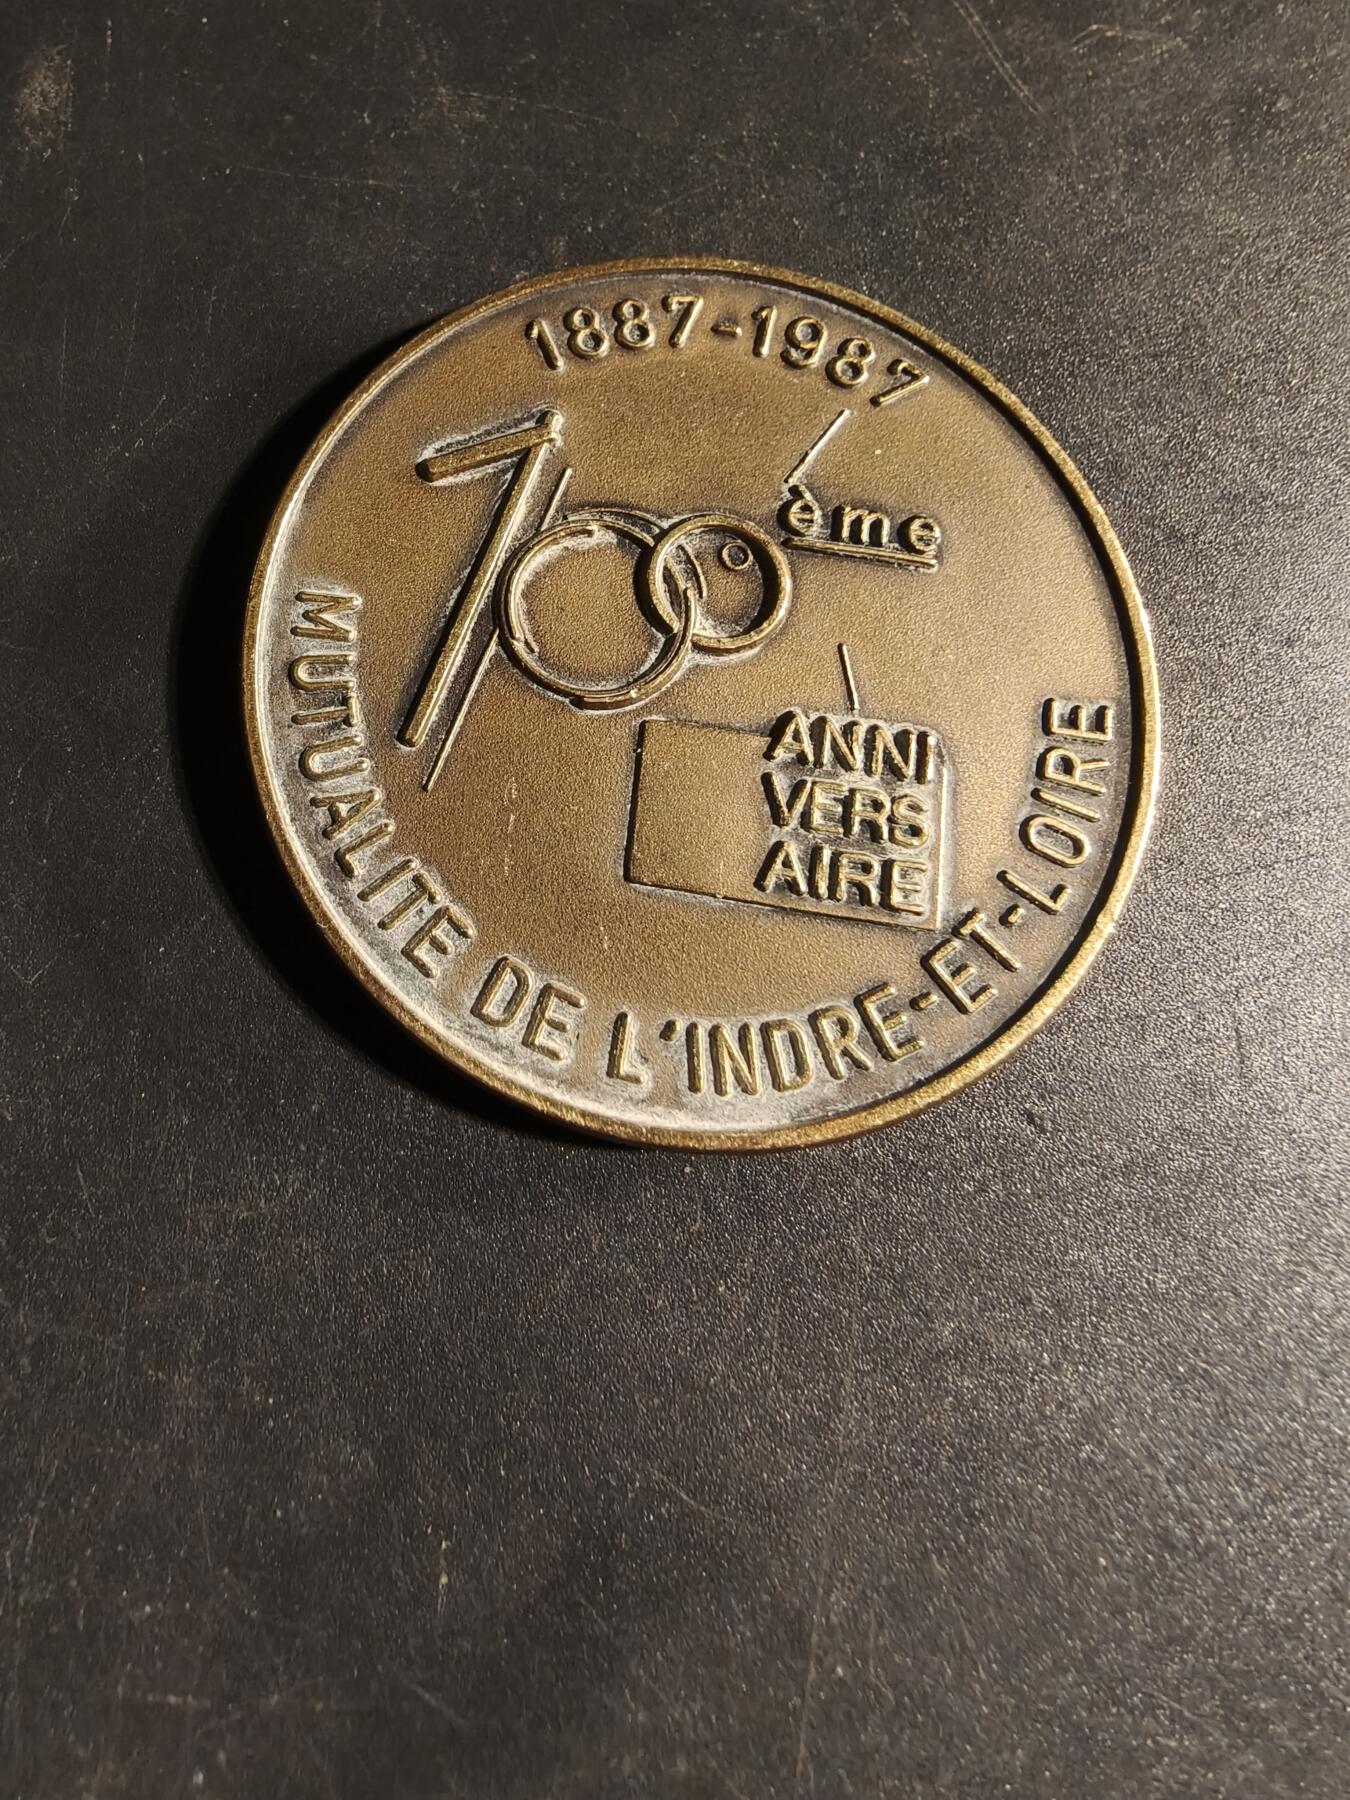 1887-1987
100ème
ANNI
VERS
AIRE
MUTUALITE DE L'INDRE-ET-LOIRE